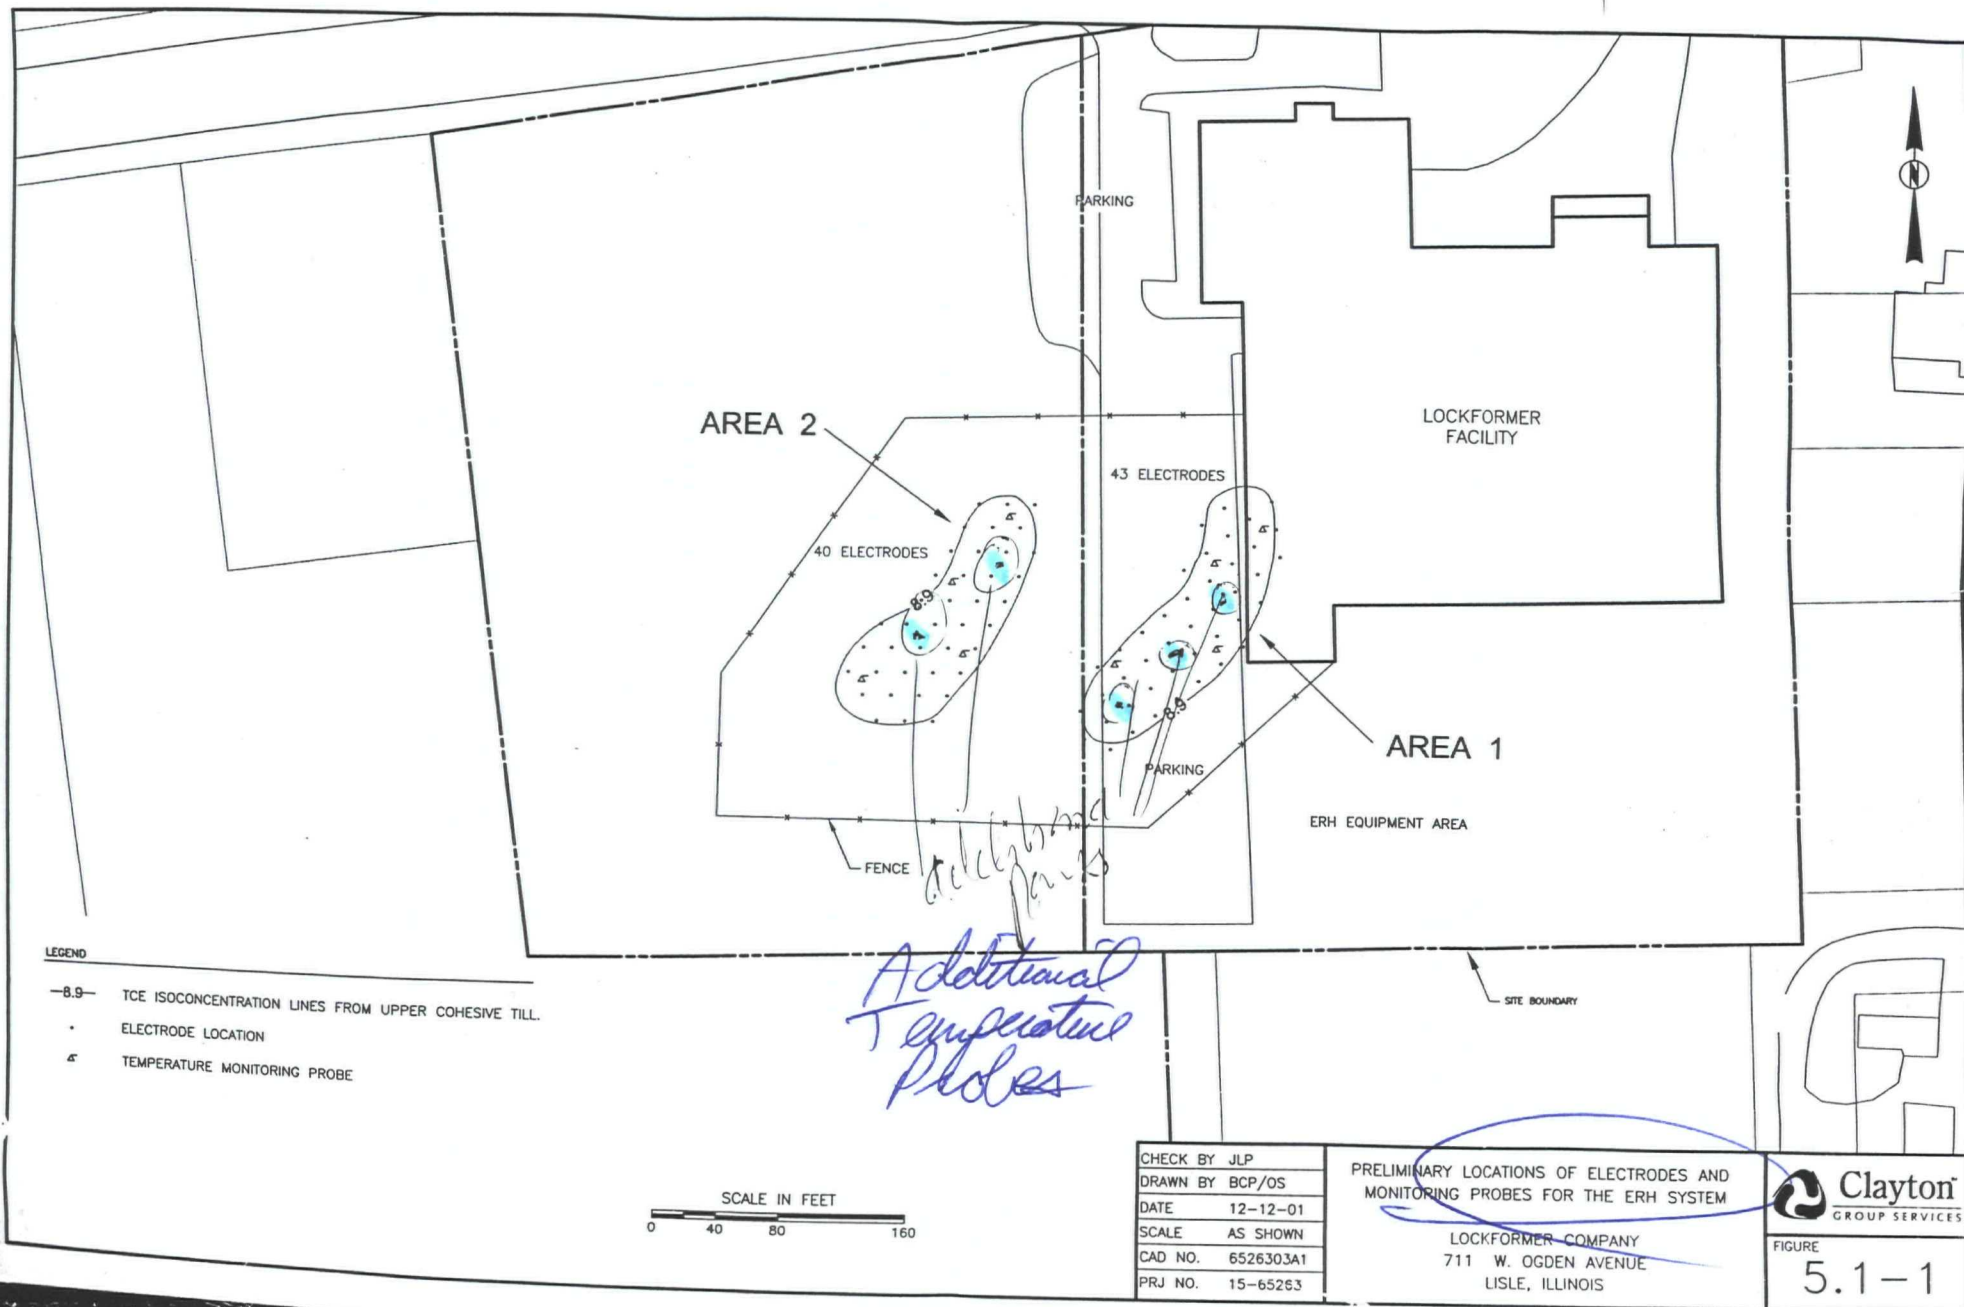 PARKING
LOCKFORMER
FACILITY
AREA 2
43 ELECTRODES
40 ELECTRODES
8.9
8.9
AREA 1
PARKING
ERH EQUIPMENT AREA
FENCE
additional
Additional
Temperature
Probes
SITE BOUNDARY
LEGEND
8.9 TCE ISOCONCENTRATION LINES FROM UPPER COHESIVE TILL.
ELECTRODE LOCATION
TEMPERATURE MONITORING PROBE
SCALE IN FEET
0 40 80 160
CHECK BY JLP
DRAWN BY BCP/OS
DATE 12-12-01
SCALE AS SHOWN
CAD NO. 6526303A1
PRJ NO. 15-65263
PRELIMINARY LOCATIONS OF ELECTRODES AND
MONITORING PROBES FOR THE ERH SYSTEM
LOCKFORMER COMPANY
711 W. OGDEN AVENUE
LISLE, ILLINOIS
Clayton
GROUP SERVICES
FIGURE
5.1-1
N